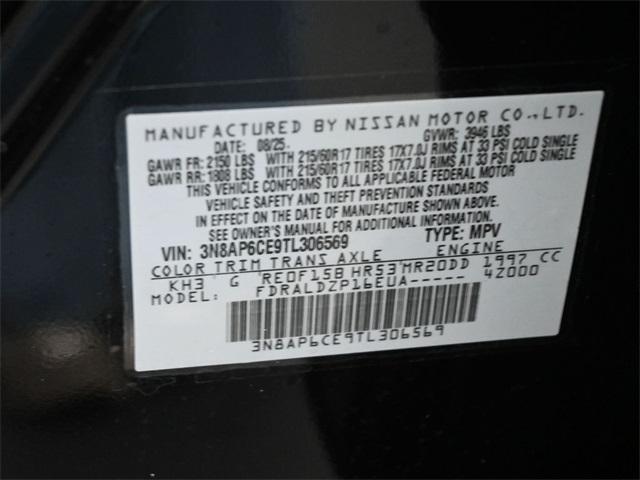 MANUFACTURED BY NISSAN MOTOR CO.,LTD.
DATE: 08/25 GVWR: 3946 LBS
GAWR FR: 2150 LBS WITH 215/60R17 TIRES 17X7.0J RIMS AT 33 PSI COLD SINGLE
GAWR RR: 1808 LBS WITH 215/60R17 TIRES 17X7.0J RIMS AT 33 PSI COLD SINGLE
THIS VEHICLE CONFORMS TO ALL APPLICABLE FEDERAL MOTOR
VEHICLE SAFETY AND THEFT PREVENTION STANDARDS
IN EFFECT ON THE DATE OF MANUFACTURE SHOWN ABOVE.
SEE OWNER'S MANUAL FOR ADDITIONAL INFORMATION.
VIN: 3N8AP6CE9TL306569 TYPE: MPV
COLOR TRIM TRANS AXLE ENGINE
KH3 G RE0F15B HR53 MR20DD 1997 CC
MODEL: FDRALDZP16EUA----- 4Z000
3N8AP6CE9TL306569